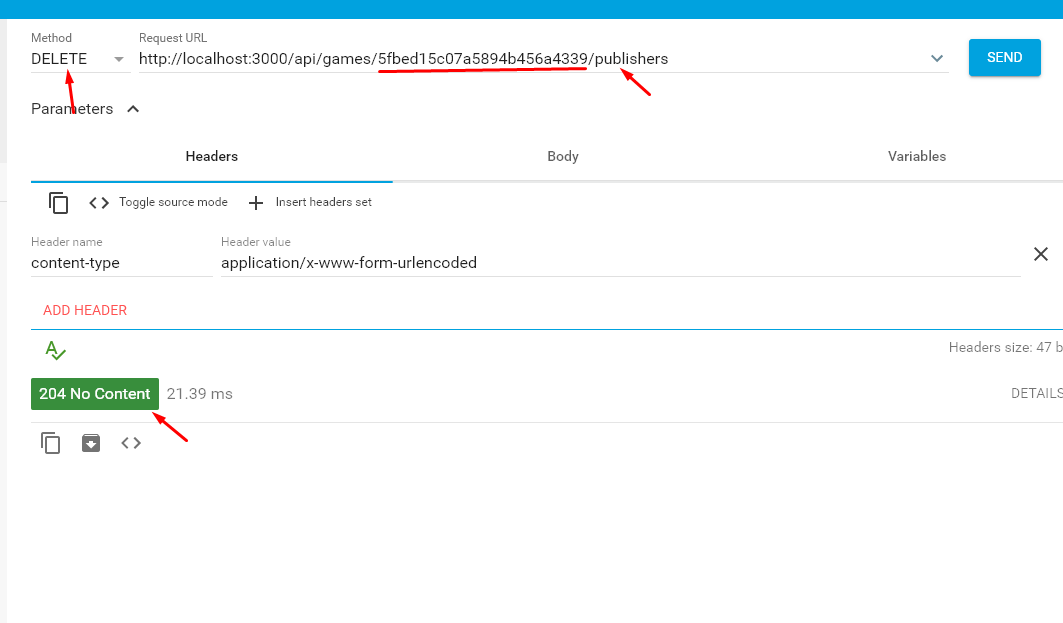 Method
Request URL
DELETE
http://localhost:3000/api/games/5fbed15c07a5894b456a4339/publishers
SEND
Parameters
Headers
Body
Variables
Toggle source mode
Insert headers set
Header name
Header value
content-type
application/x-www-form-urlencoded
ADD HEADER
A
Headers size: 47 b
204 No Content
21.39 ms
DETAILS